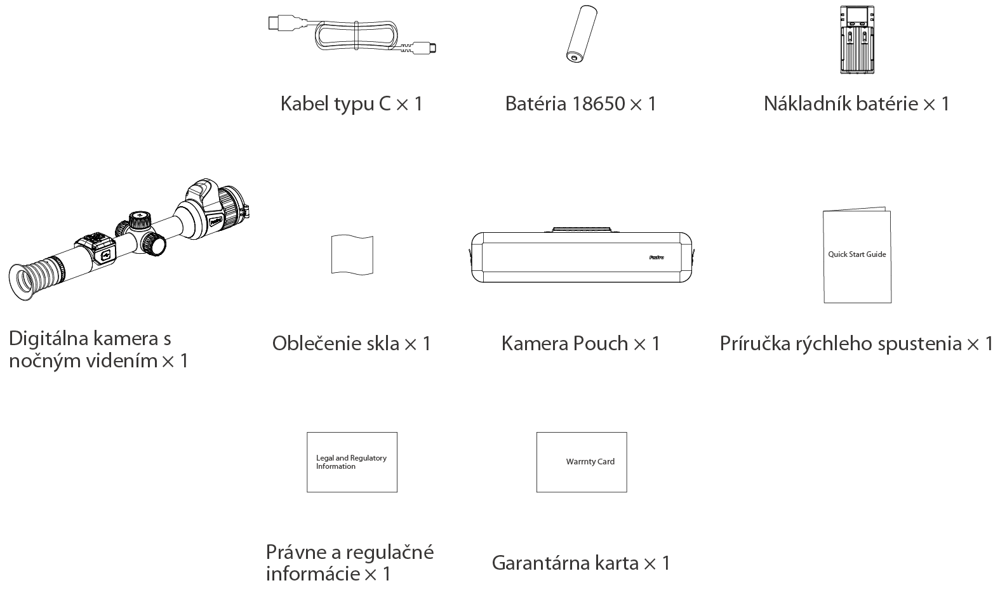 Kabel typu C × 1
Batéria 18650 × 1
Nákladník batérie × 1
Quick Start Guide
Digitálna kamera s
nočným videním × 1
Oblečenie skla × 1
Kamera Pouch × 1
Príručka rýchleho spustenia × 1
Legal and Regulatory
Information
Warrnty Card
Právne a regulačné
informácie × 1
Garantárna karta × 1